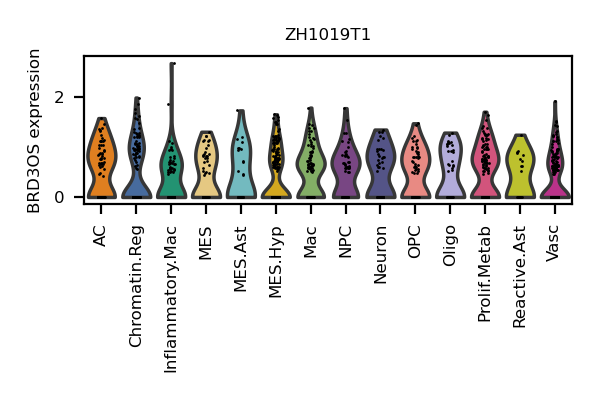 ZH1019T1
BRD3OS expression
2
0
AC
Chromatin.Reg
Inflammatory.Mac
MES
MES.Ast
MES.Hyp
Mac
NPC
Neuron
OPC
Oligo
Prolif.Metab
Reactive.Ast
Vasc